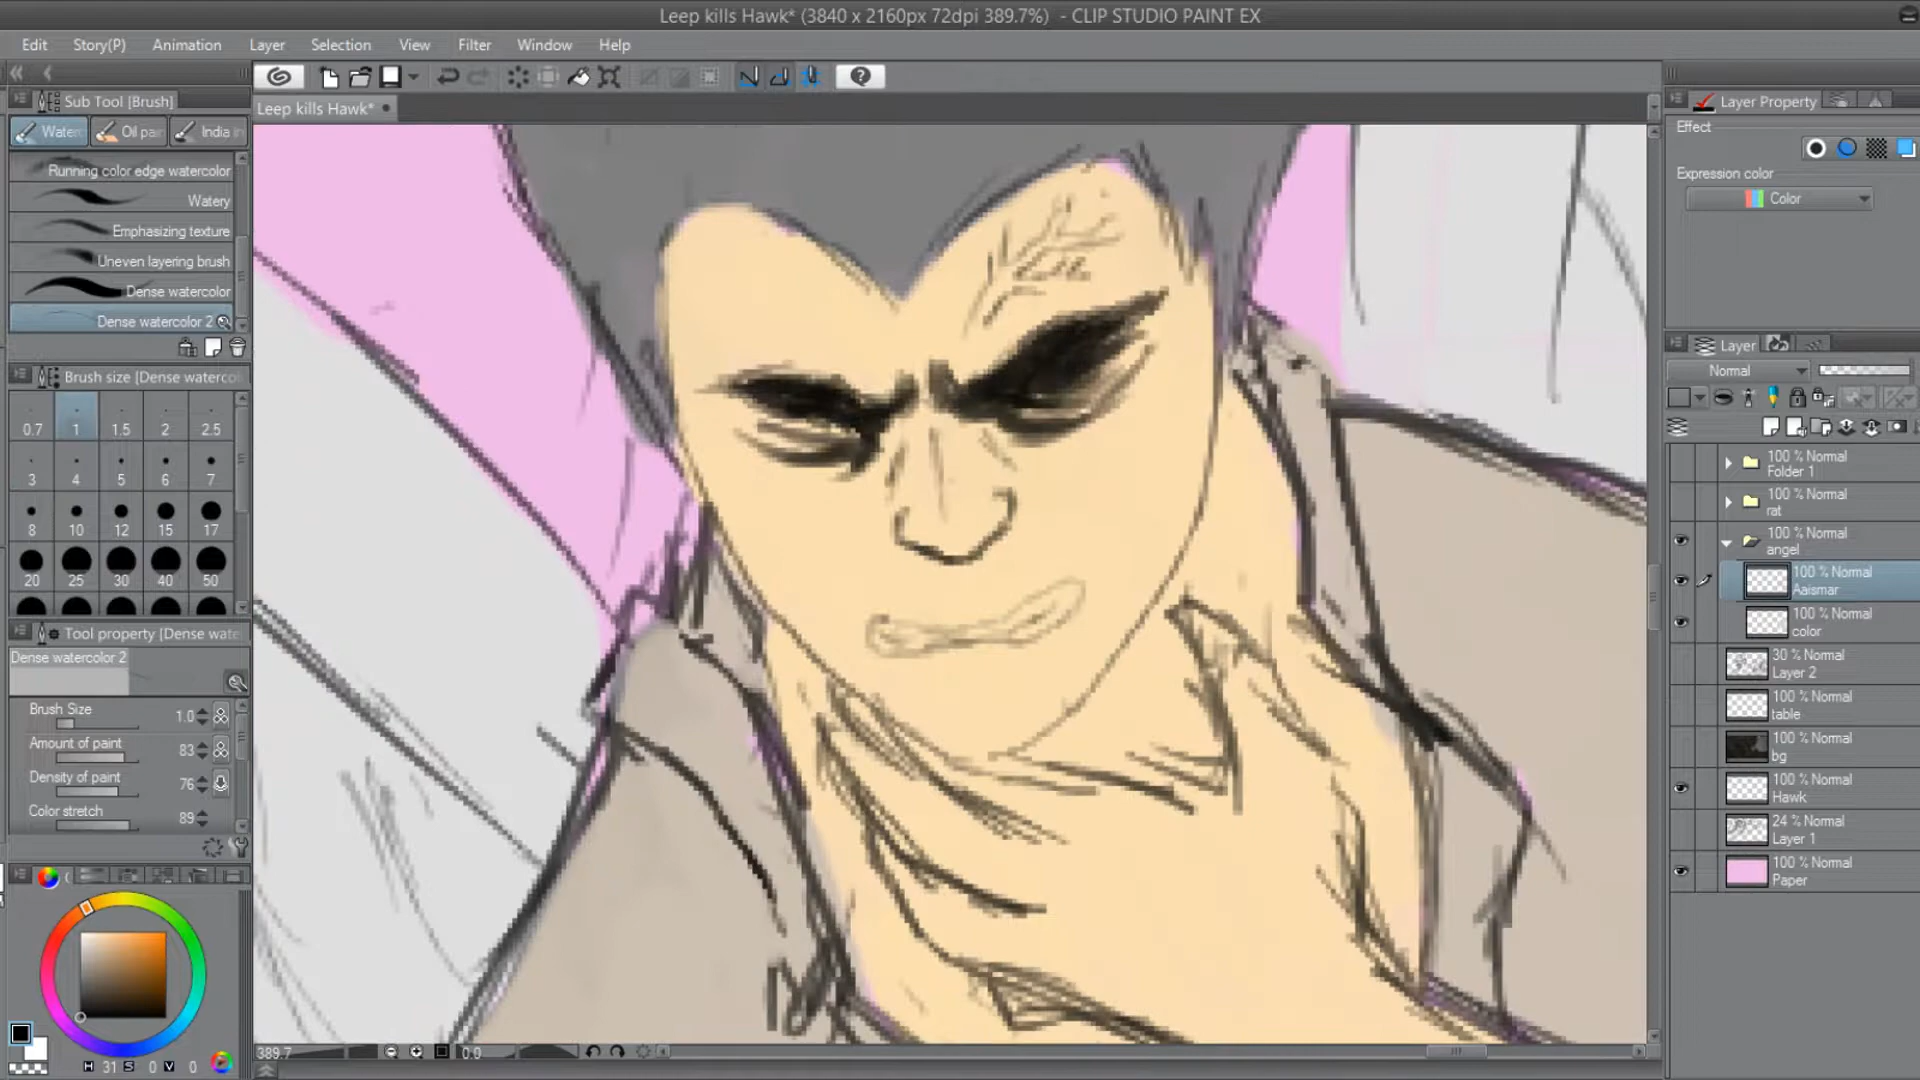 Leep kills Hawk* (3840 x 2160px 72dpi 389.7%) - CLIP STUDIO PAINT EX
Edit Story(P) Animation Layer Selection View Filter Window Help
Sub Tool [Brush]
Leep kills Hawk*
Water Oil pai India in
Running color edge watercolor
Watery
Emphasizing texture
Uneven layering brush
Dense watercolor
Dense watercolor 2
Brush size [Dense waterco
0.7 1 1.5 2 2.5
3 4 5 6 7
8 10 12 15 17
20 25 30 40 50
Tool property [Dense wate
Dense watercolor 2
Brush Size 1.0
Amount of paint 83
Density of paint 76
Color stretch 89
H 31 S 0 V 0
389.7 0.0
Layer Property
Effect
Expression color
Color
Layer
Normal
100 % Normal
Folder 1
100 % Normal
rat
100 % Normal
angel
100 % Normal
Aaismar
100 % Normal
color
30 % Normal
Layer 2
100 % Normal
table
100 % Normal
bg
100 % Normal
Hawk
24 % Normal
Layer 1
100 % Normal
Paper